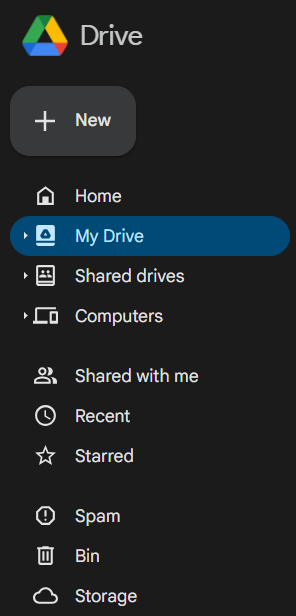 Drive
New
Home
My Drive
Shared drives
Computers
Shared with me
Recent
Starred
Spam
Bin
Storage